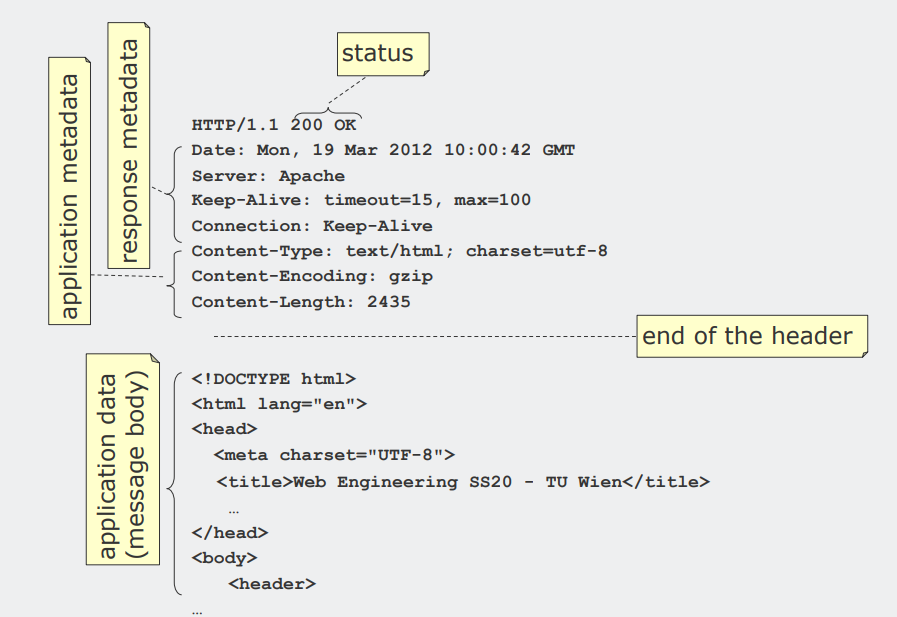 status
application metadata
response metadata
HTTP/1.1 200 OK
Date: Mon, 19 Mar 2012 10:00:42 GMT
Server: Apache
Keep-Alive: timeout=15, max=100
Connection: Keep-Alive
Content-Type: text/html; charset=utf-8
Content-Encoding: gzip
Content-Length: 2435
end of the header
application data
(message body)
<!DOCTYPE html>
<html lang="en">
<head>
<meta charset="UTF-8">
<title>Web Engineering SS20 - TU Wien</title>
…
</head>
<body>
<header>
…